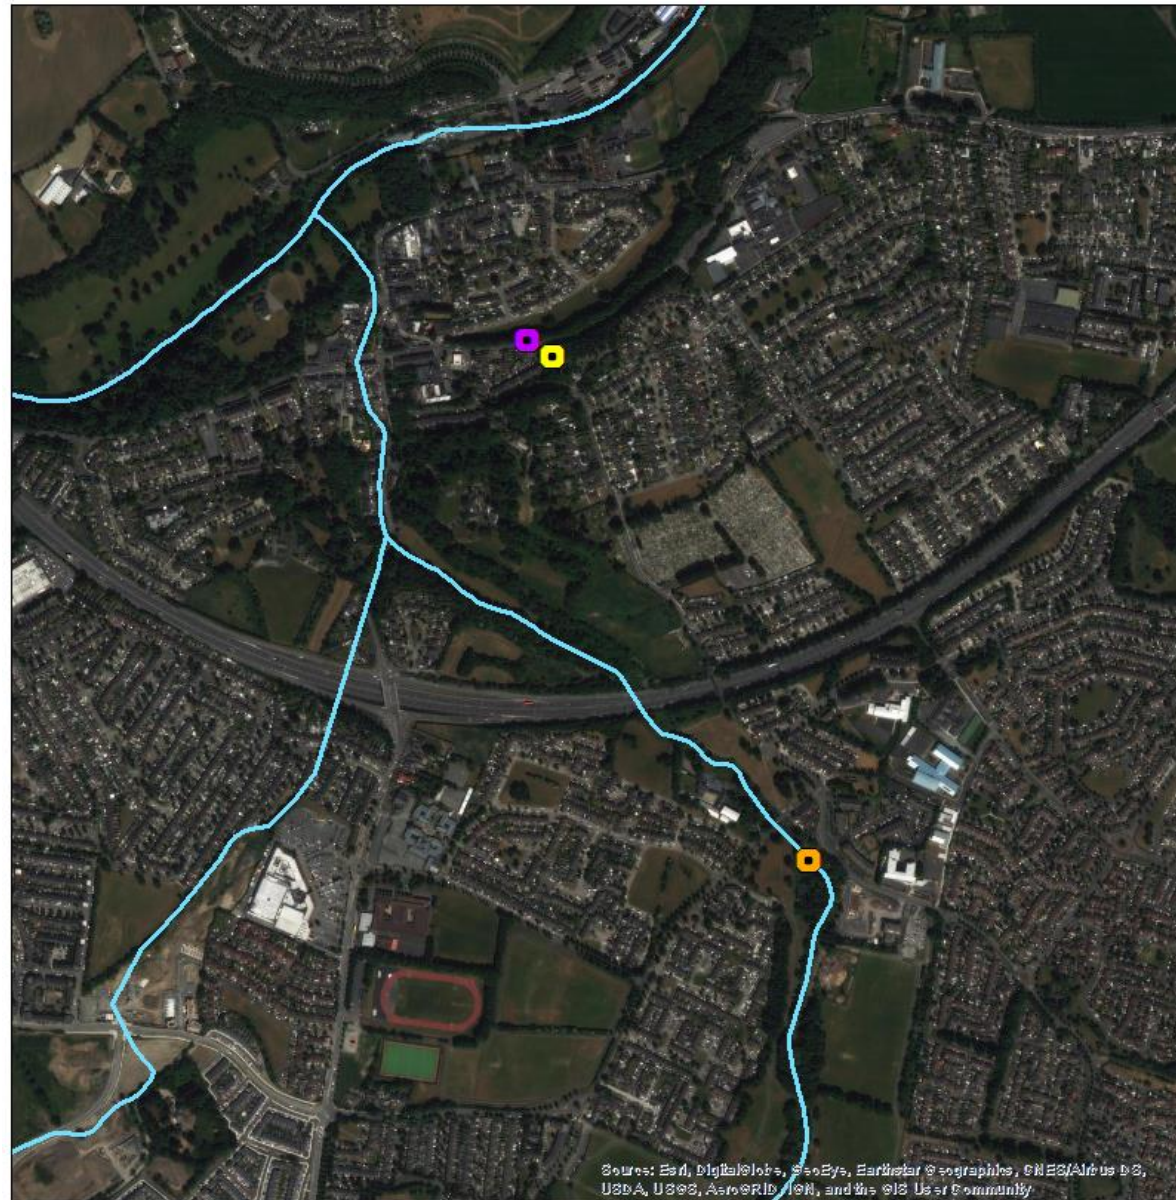 Source: Esri, DigitalGlobe, GeoEye, Earthstar Geographics, CNES/Airbus DS,
USDA, USGS, AeroGRID, IGN, and the GIS User Community